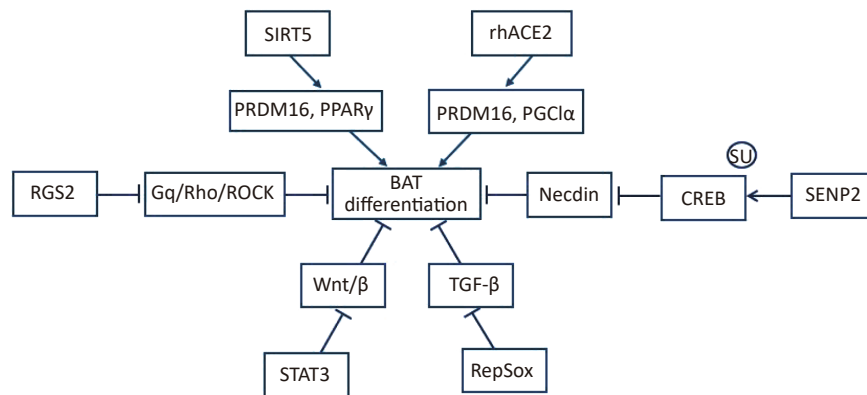 SIRT5
rhACE2
PRDM16, PPARγ
PRDM16, PGClα
SU
RGS2
Gq/Rho/ROCK
BAT
differentiation
Necdin
CREB
SENP2
Wnt/β
TGF-β
STAT3
RepSox